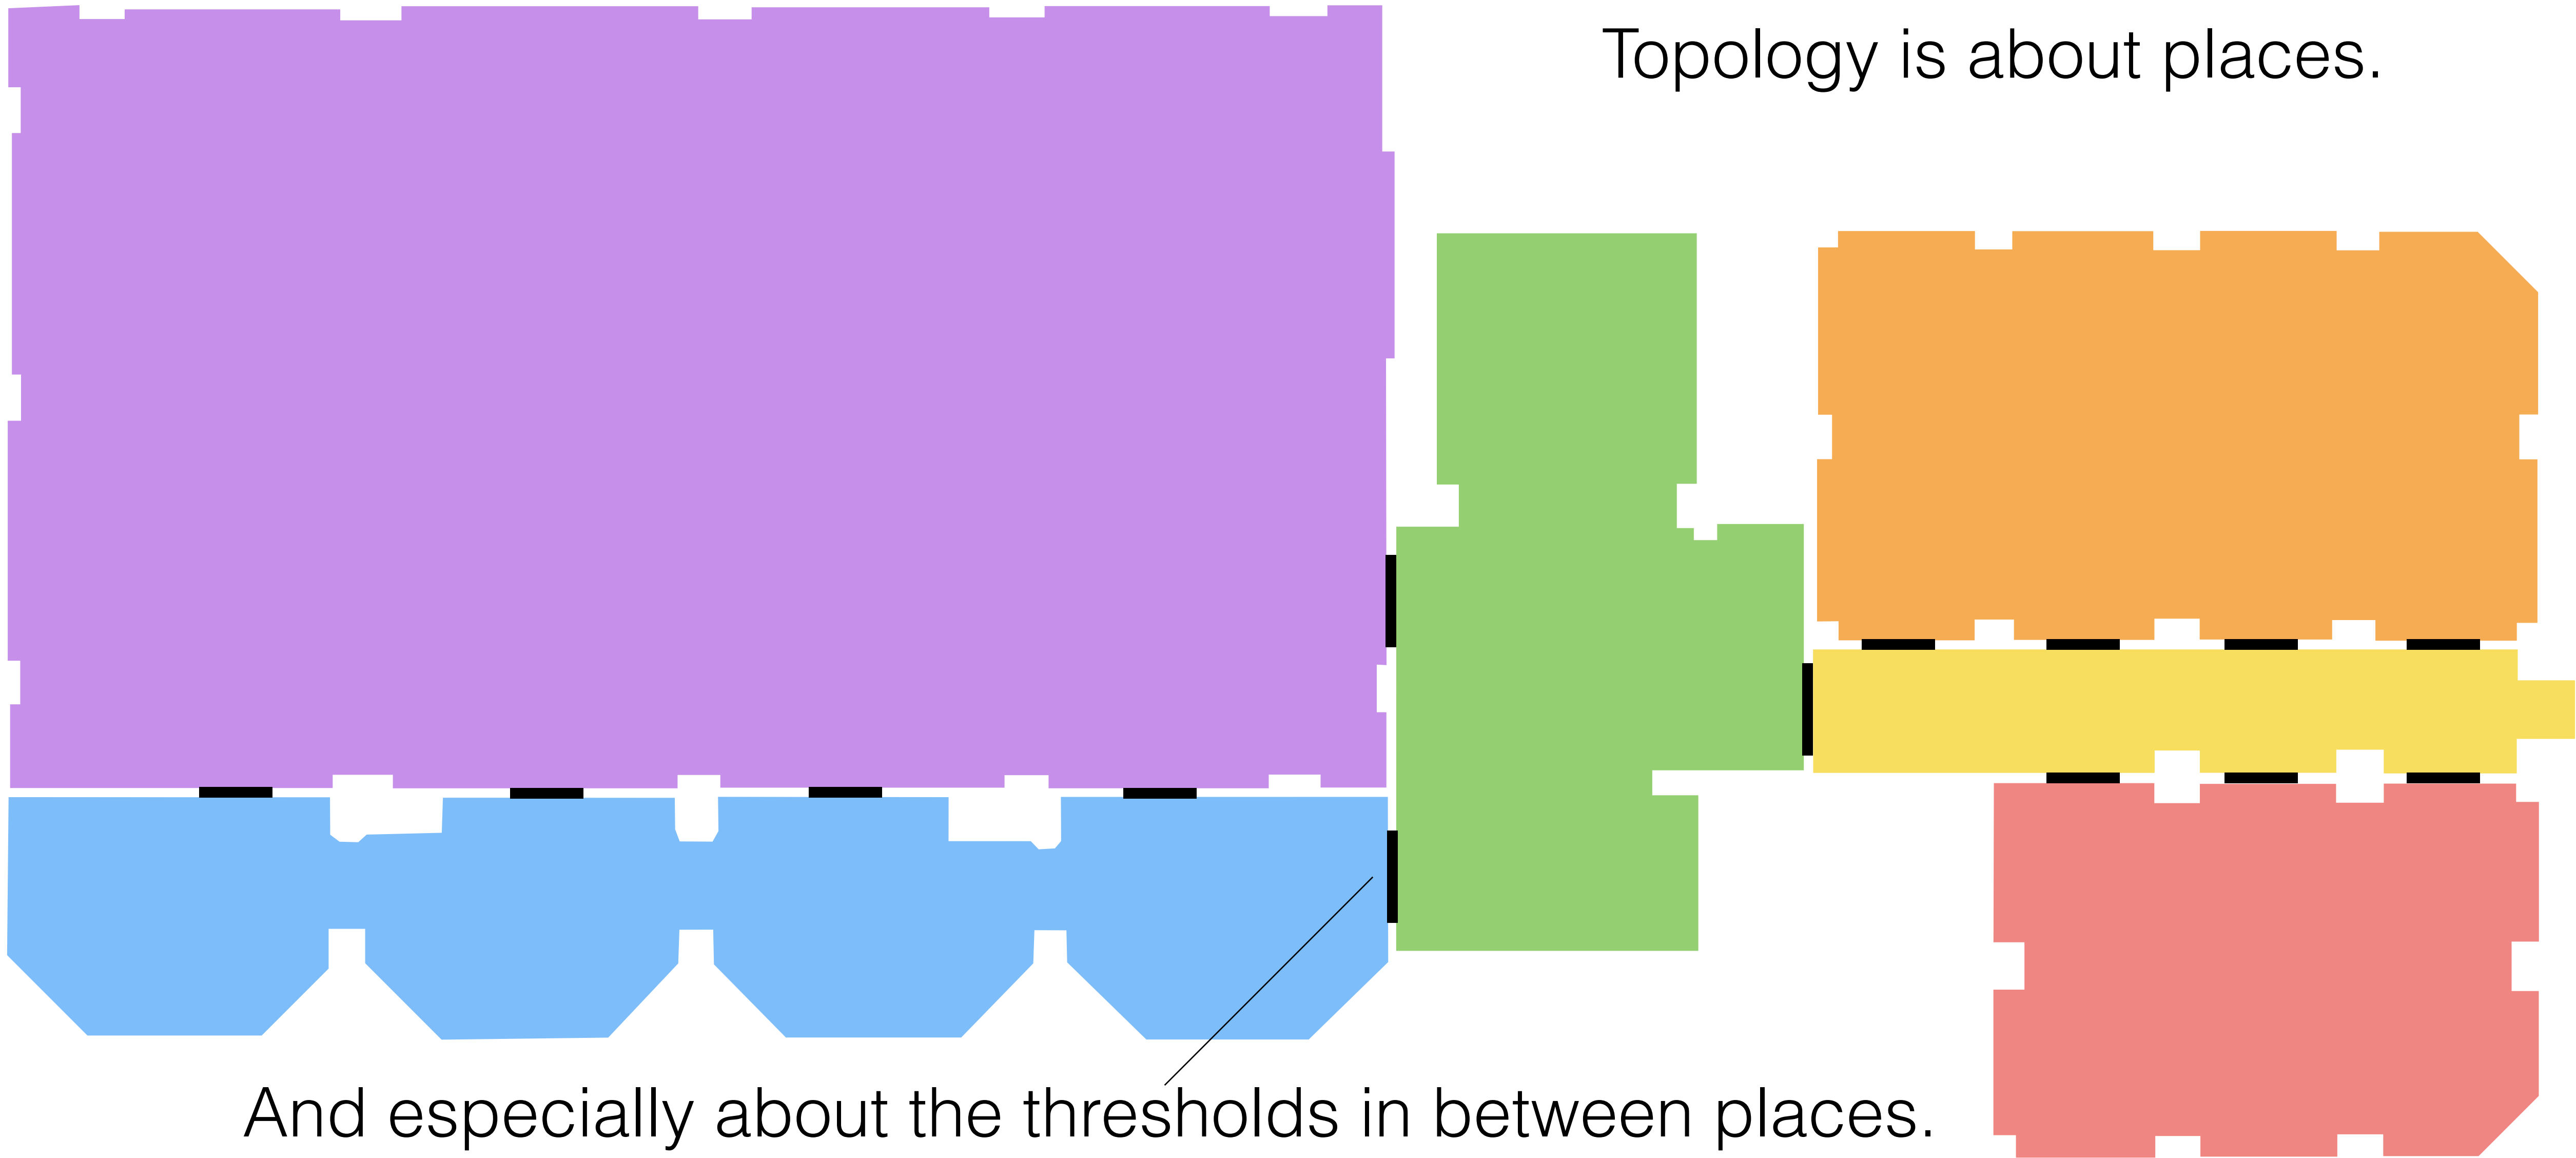 Topology is about places.
And especially about the thresholds in between places.